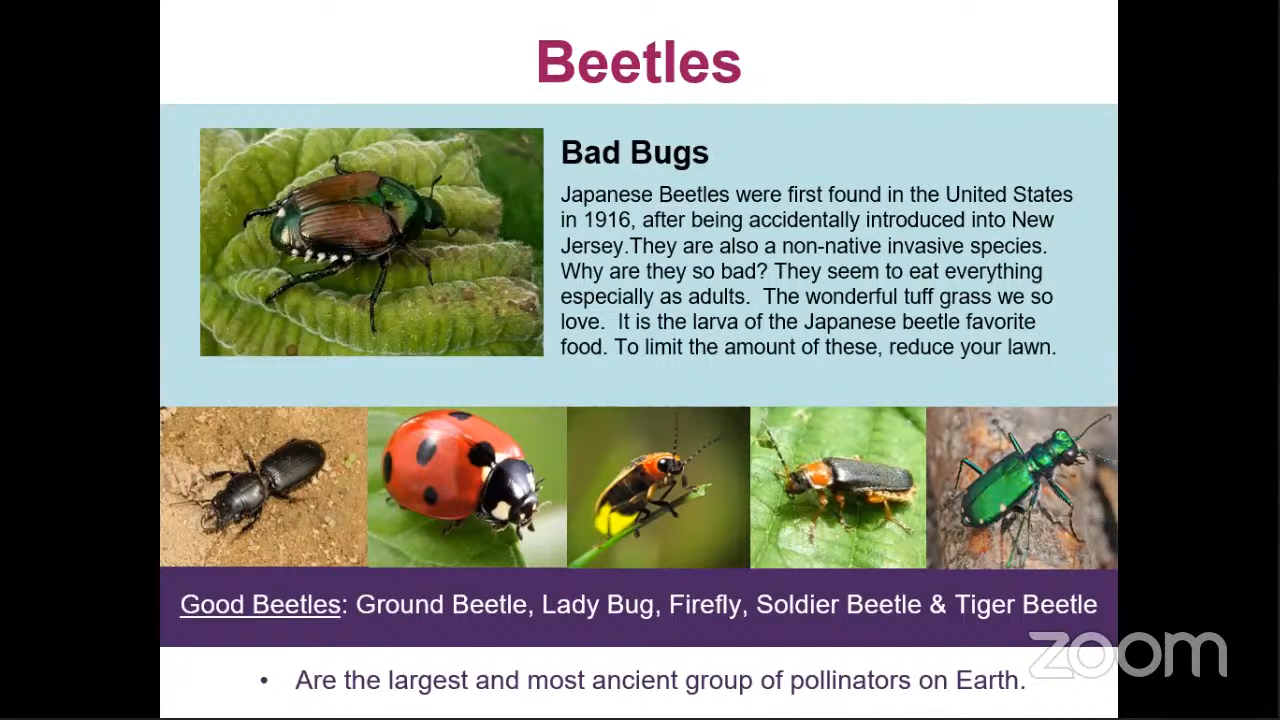 Beetles
Bad Bugs
Japanese Beetles were first found in the United States
in 1916, after being accidentally introduced into New
Jersey.They are also a non-native invasive species.
Why are they so bad? They seem to eat everything
especially as adults.  The wonderful tuff grass we so
love.  It is the larva of the Japanese beetle favorite
food. To limit the amount of these, reduce your lawn.
Good Beetles: Ground Beetle, Lady Bug, Firefly, Soldier Beetle & Tiger Beetle
• Are the largest and most ancient group of pollinators on Earth.
zoom